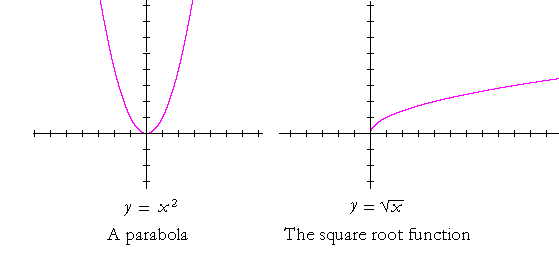 y = x²
A parabola
y = √x
The square root function